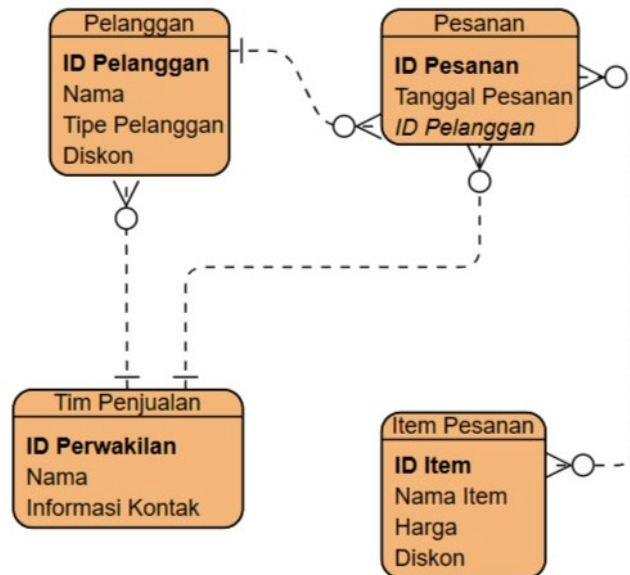 Pelanggan
ID Pelanggan
Nama
Tipe Pelanggan
Diskon
Pesanan
ID Pesanan
Tanggal Pesanan
ID Pelanggan
Tim Penjualan
ID Perwakilan
Nama
Informasi Kontak
Item Pesanan
ID Item
Nama Item
Harga
Diskon